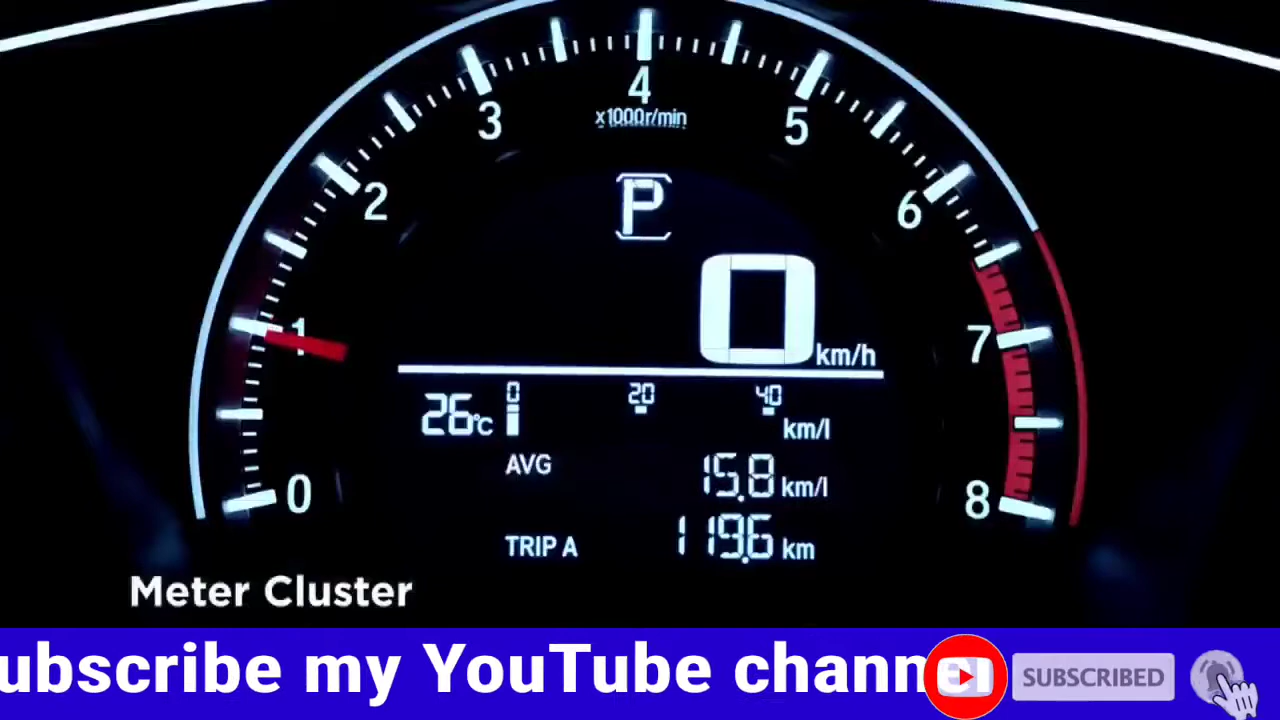 4
3
5
x1000r/min
2
P
6
0
km/h
1
7
26°C
0
20
40
km/l
AVG
15.8 km/l
0
8
TRIP A
119.6 km
Meter Cluster
ubscribe my YouTube channel
SUBSCRIBED